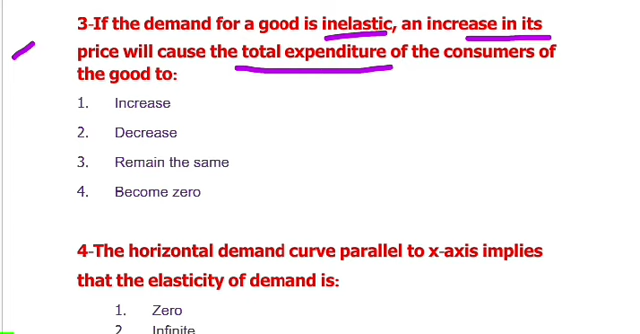 3-If the demand for a good is inelastic, an increase in its
price will cause the total expenditure of the consumers of
the good to:
1. Increase
2. Decrease
3. Remain the same
4. Become zero
4-The horizontal demand curve parallel to x-axis implies
that the elasticity of demand is:
1. Zero
2. Infinite